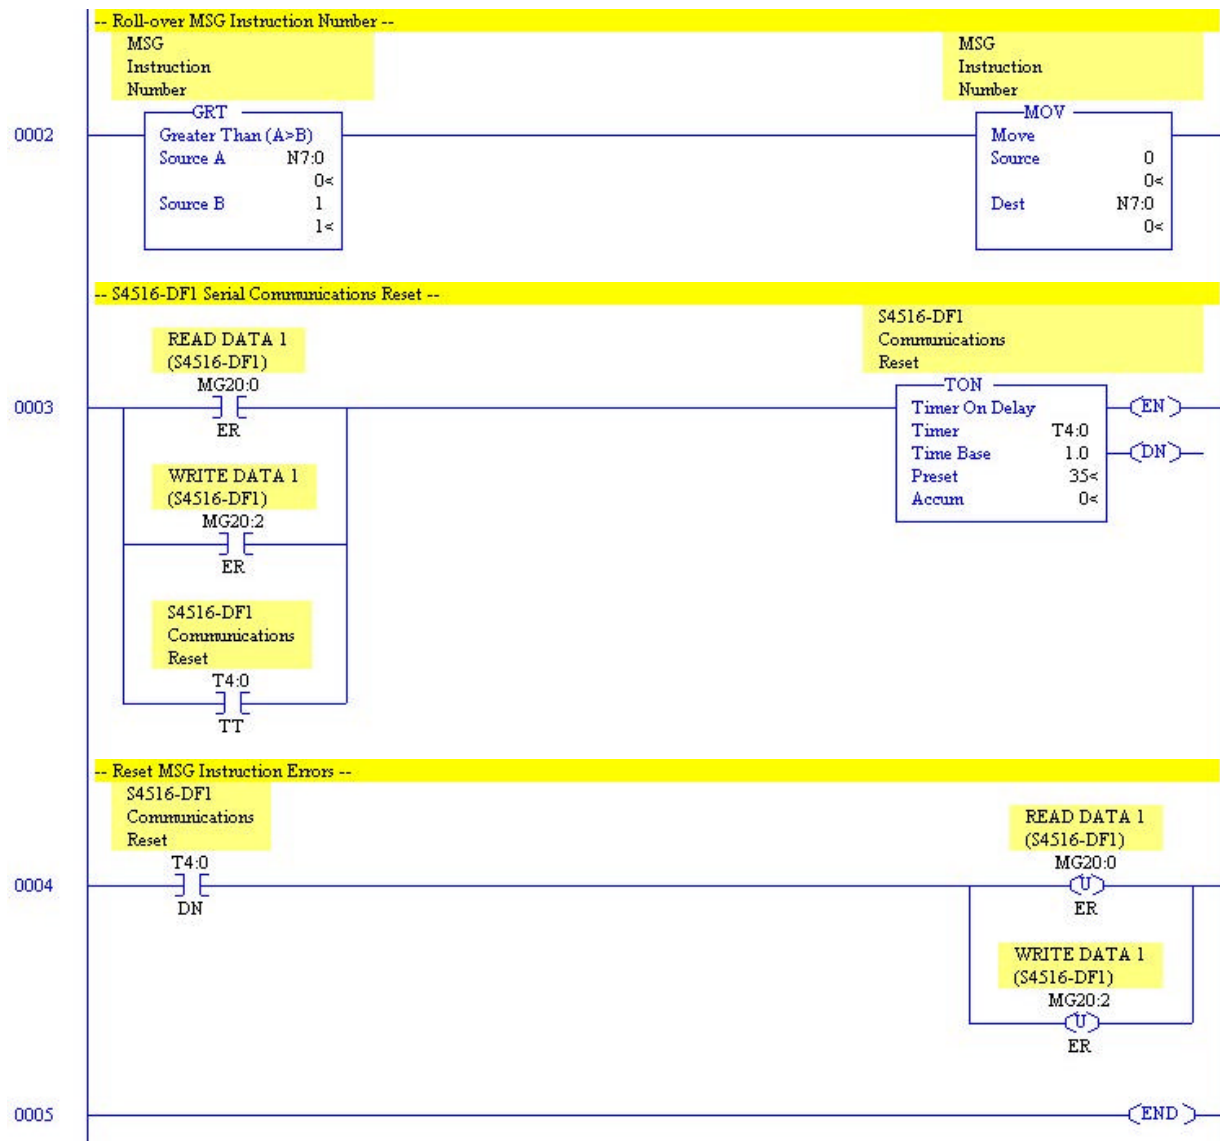 -- Roll-over MSG Instruction Number --
MSG
Instruction
Number
MSG
Instruction
Number
0002
GRT
Greater Than (A>B)
Source A N7:0
0<
Source B 1
1<
MOV
Move
Source 0
0<
Dest N7:0
0<
-- S4516-DF1 Serial Communications Reset --
READ DATA 1
(S4516-DF1)
MG20:0
ER
S4516-DF1
Communications
Reset
0003
TON
Timer On Delay
Timer T4:0
Time Base 1.0
Preset 35<
Accum 0<
EN
DN
WRITE DATA 1
(S4516-DF1)
MG20:2
ER
S4516-DF1
Communications
Reset
T4:0
TT
-- Reset MSG Instruction Errors --
S4516-DF1
Communications
Reset
T4:0
0004
DN
READ DATA 1
(S4516-DF1)
MG20:0
U
ER
WRITE DATA 1
(S4516-DF1)
MG20:2
U
ER
0005
END